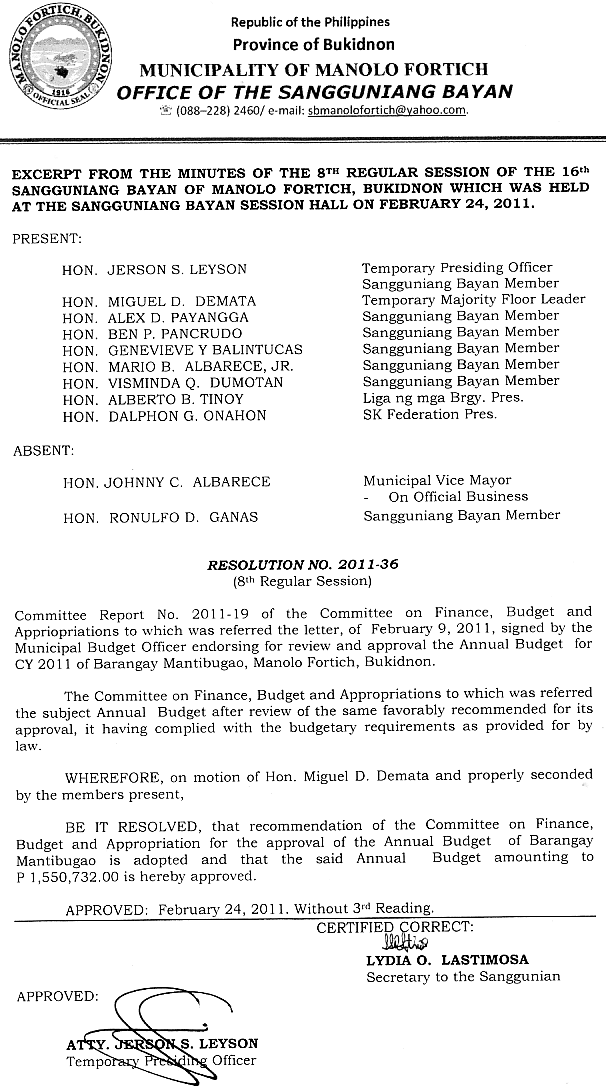 MANOLO FORTICH, BUKIDNON
1916
OFFICIAL SEAL
Republic of the Philippines
Province of Bukidnon
MUNICIPALITY OF MANOLO FORTICH
OFFICE OF THE SANGGUNIANG BAYAN
☏ (088–228) 2460/ e-mail: sbmanolofortich@yahoo.com.
EXCERPT FROM THE MINUTES OF THE 8TH REGULAR SESSION OF THE 16th
SANGGUNIANG BAYAN OF MANOLO FORTICH, BUKIDNON WHICH WAS HELD
AT THE SANGGUNIANG BAYAN SESSION HALL ON FEBRUARY 24, 2011.
PRESENT:
HON. JERSON S. LEYSON Temporary Presiding Officer
Sangguniang Bayan Member
HON. MIGUEL D. DEMATA Temporary Majority Floor Leader
HON. ALEX D. PAYANGGA Sangguniang Bayan Member
HON. BEN P. PANCRUDO Sangguniang Bayan Member
HON. GENEVIEVE Y BALINTUCAS Sangguniang Bayan Member
HON. MARIO B. ALBARECE, JR. Sangguniang Bayan Member
HON. VISMINDA Q. DUMOTAN Sangguniang Bayan Member
HON. ALBERTO B. TINOY Liga ng mga Brgy. Pres.
HON. DALPHON G. ONAHON SK Federation Pres.
ABSENT:
HON. JOHNNY C. ALBARECE Municipal Vice Mayor
- On Official Business
HON. RONULFO D. GANAS Sangguniang Bayan Member
RESOLUTION NO. 2011-36
(8th Regular Session)
Committee Report No. 2011-19 of the Committee on Finance, Budget and
Appriopriations to which was referred the letter, of February 9, 2011, signed by the
Municipal Budget Officer endorsing for review and approval the Annual Budget for
CY 2011 of Barangay Mantibugao, Manolo Fortich, Bukidnon.
The Committee on Finance, Budget and Appropriations to which was referred
the subject Annual Budget after review of the same favorably recommended for its
approval, it having complied with the budgetary requirements as provided for by
law.
WHEREFORE, on motion of Hon. Miguel D. Demata and properly seconded
by the members present,
BE IT RESOLVED, that recommendation of the Committee on Finance,
Budget and Appropriation for the approval of the Annual Budget of Barangay
Mantibugao is adopted and that the said Annual Budget amounting to
P 1,550,732.00 is hereby approved.
APPROVED: February 24, 2011. Without 3rd Reading.
CERTIFIED CORRECT:
LYDIA O. LASTIMOSA
Secretary to the Sanggunian
APPROVED:
ATTY. JERSON S. LEYSON
Temporary Presiding Officer